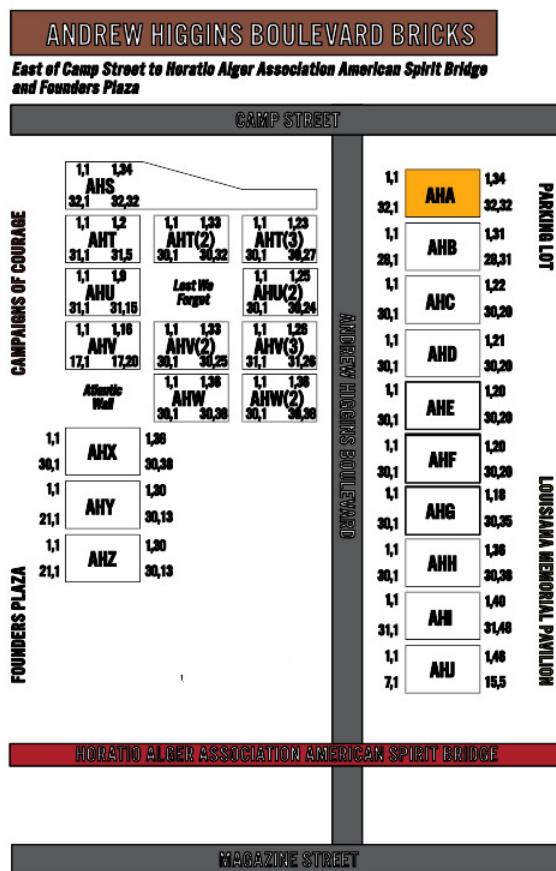 ANDREW HIGGINS BOULEVARD BRICKS
East of Camp Street to Horatio Alger Association American Spirit Bridge
and Founders Plaza
CAMP STREET
1,1 1,34
AHS
32,1 32,32
1,1 1,2
AHT
31,1 31,5
1,1 1,33
AHT(2)
30,1 30,32
1,1 1,23
AHT(3)
30,1 30,27
1,1 1,9
AHU
31,1 31,15
Lest We
Forget
1,1 1,25
AHU(2)
30,1 30,24
1,1 1,16
AHV
17,1 17,20
1,1 1,33
AHV(2)
30,1 30,25
1,1 1,26
AHV(3)
31,1 31,26
Atlantic
Wall
1,1 1,36
AHW
30,1 30,36
1,1 1,36
AHW(2)
30,1 30,36
1,1 1,36
AHX
30,1 30,38
1,1 1,30
AHY
21,1 30,13
1,1 1,30
AHZ
21,1 30,13
CAMPAIGNS OF COURAGE
FOUNDERS PLAZA
ANDREW HIGGINS BOULEVARD
1,1 1,34
AHA
32,1 32,32
1,1 1,31
AHB
28,1 28,31
1,1 1,22
AHC
30,1 30,20
1,1 1,21
AHD
30,1 30,20
1,1 1,20
AHE
30,1 30,20
1,1 1,20
AHF
30,1 30,20
1,1 1,18
AHG
30,1 30,35
1,1 1,36
AHH
30,1 30,38
1,1 1,40
AHI
31,1 31,48
1,1 1,48
AHJ
7,1 15,5
PARKING LOT
LOUISIANA MEMORIAL PAVILION
HORATIO ALGER ASSOCIATION AMERICAN SPIRIT BRIDGE
MAGAZINE STREET